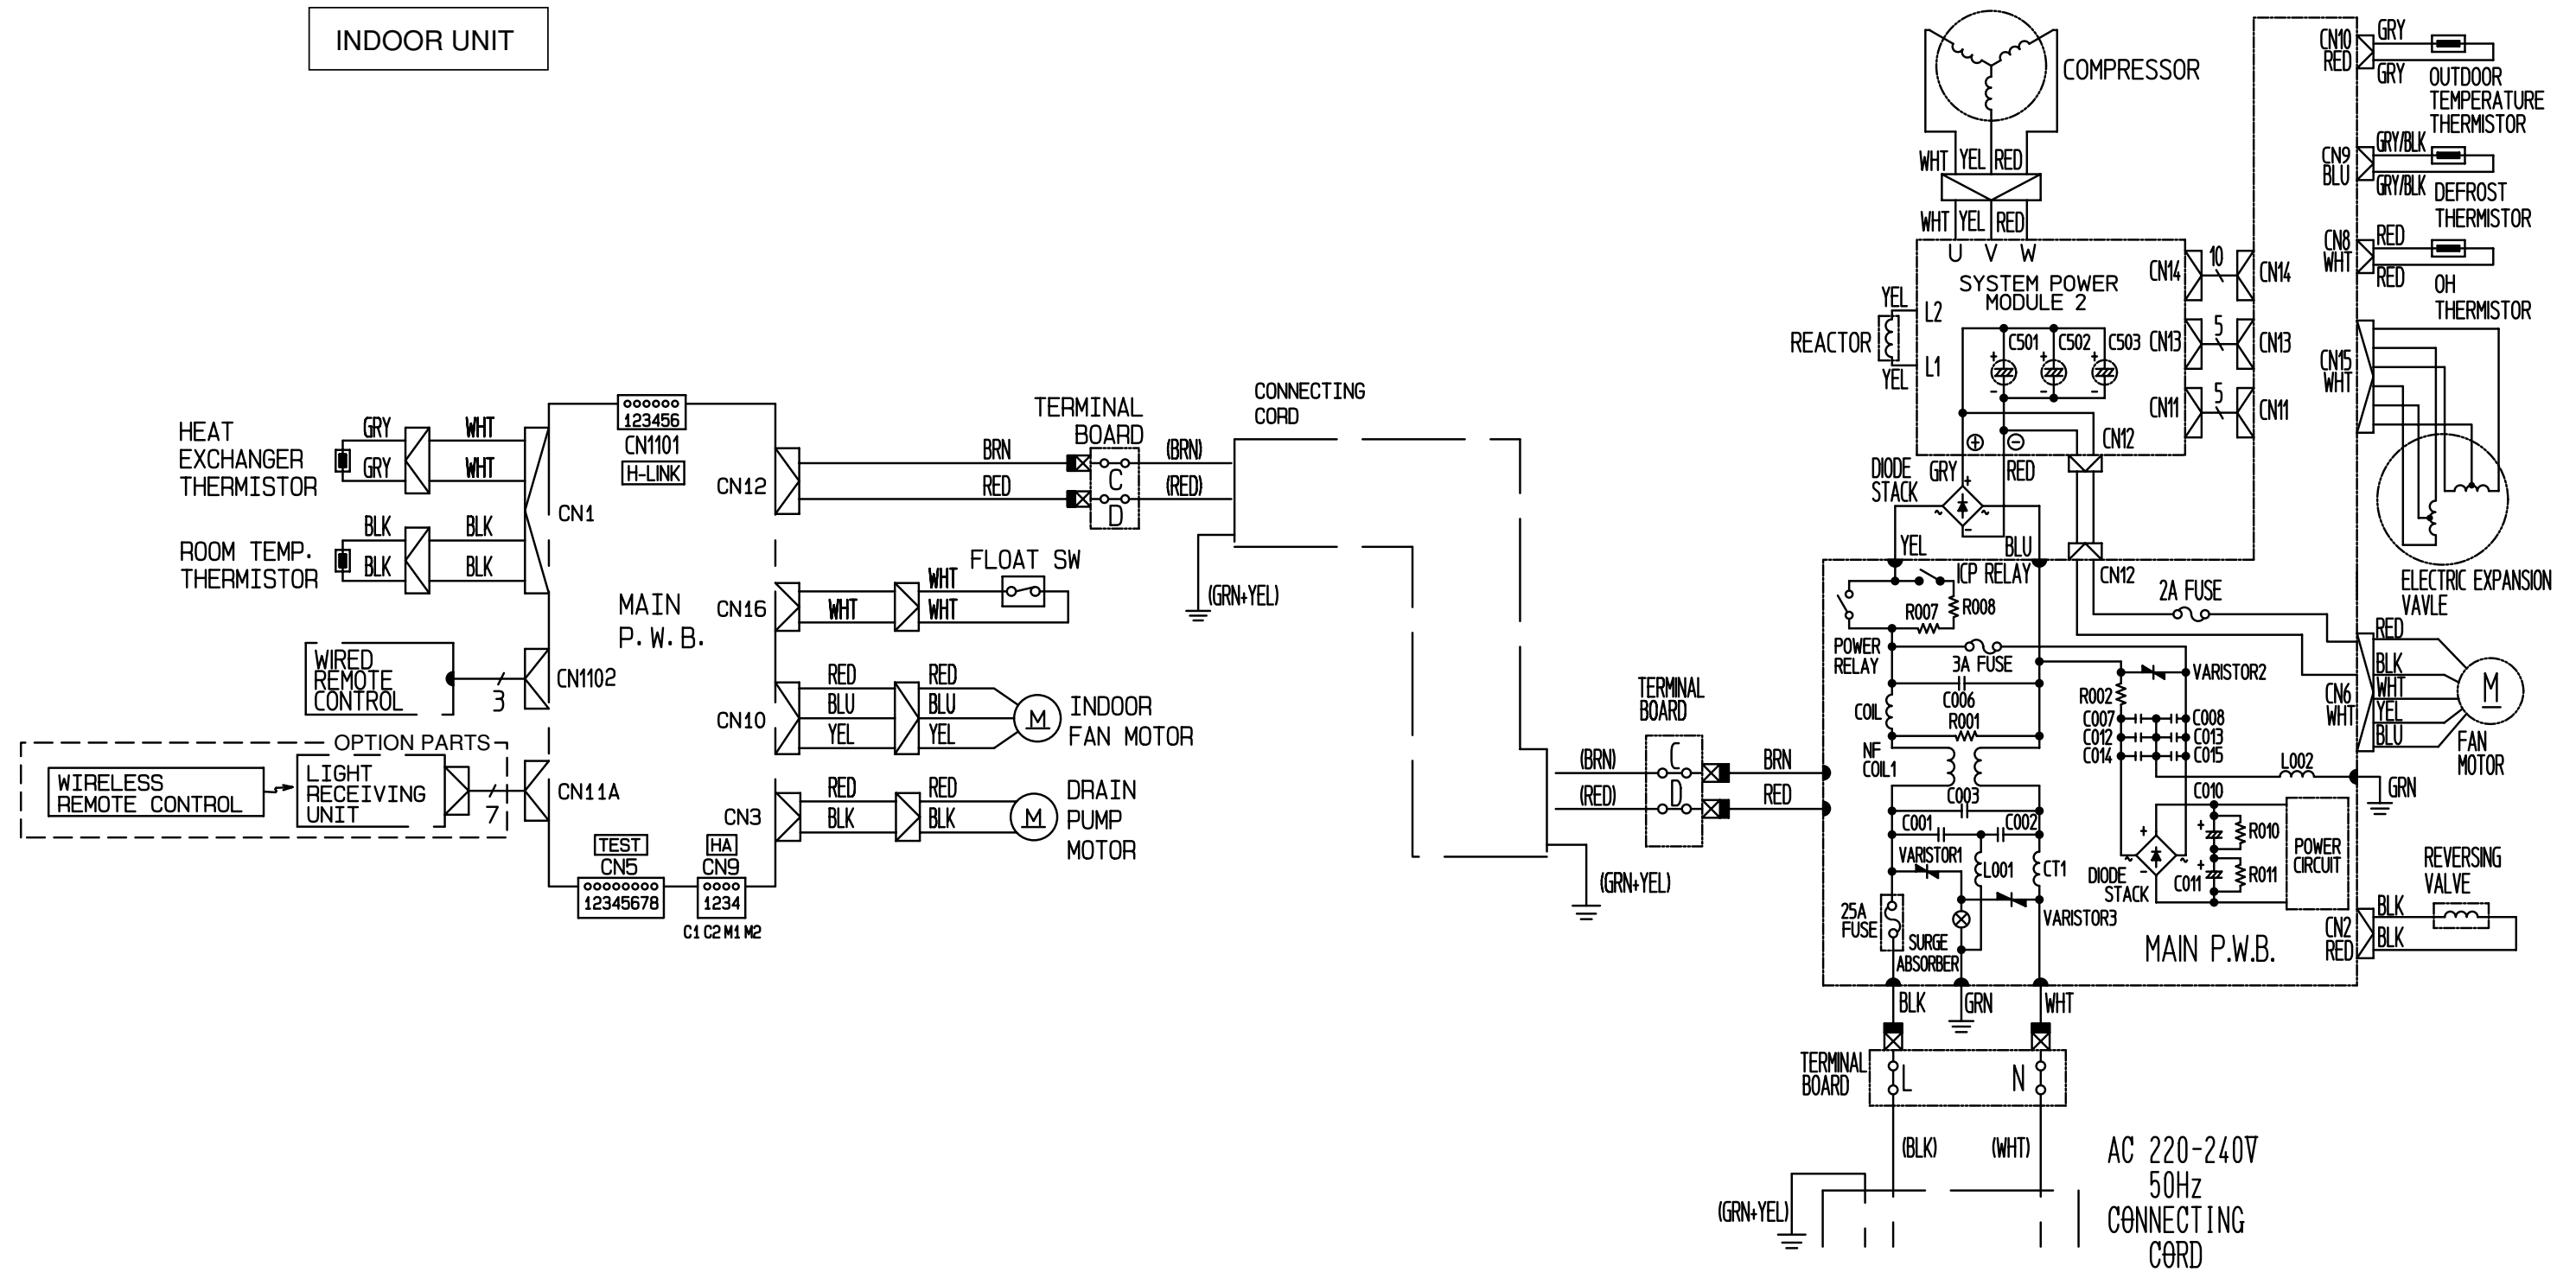 INDOOR UNIT
HEAT
EXCHANGER
THERMISTOR
GRY
GRY
WHT
WHT
ROOM TEMP.
THERMISTOR
BLK
BLK
BLK
BLK
CN1
123456
CN1101
H-LINK
MAIN
P.W.B.
WIRED
REMOTE
CONTROL
3
CN1102
OPTION PARTS
WIRELESS
REMOTE CONTROL
LIGHT
RECEIVING
UNIT
7
CN11A
TEST
CN5
12345678
HA
CN9
1234
C1 C2 M1 M2
CN12
BRN
RED
TERMINAL
BOARD
C
D
(BRN)
(RED)
CN16
WHT
WHT
WHT
FLOAT SW
CN10
RED
BLU
YEL
RED
BLU
YEL
M
INDOOR
FAN MOTOR
CN3
RED
BLK
RED
BLK
M
DRAIN
PUMP
MOTOR
CONNECTING
CORD
(GRN+YEL)
(GRN+YEL)
(BRN)
(RED)
TERMINAL
BOARD
C
D
BRN
RED
COMPRESSOR
WHT YEL RED
WHT YEL RED
U V W
SYSTEM POWER
MODULE 2
REACTOR
YEL
YEL
L2
L1
C501
C502
C503
+ + +
- - -
CN14
10
CN14
CN13
5
CN13
CN11
5
CN11
CN12
+ -
DIODE
STACK
GRY
RED
+
~ ~
-
YEL
BLU
ICP RELAY
CN12
R007
R008
POWER
RELAY
3A FUSE
2A FUSE
C006
COIL
R001
NF
COIL1
C003
C001
C002
VARISTOR1
L001
CT1
25A
FUSE
SURGE
ABSORBER
VARISTOR3
VARISTOR2
R002
C007
C008
C012
C013
C014
C015
L002
GRN
C010
+
R010
+
C011
R011
+
~ ~
-
DIODE
STACK
POWER
CIRCUIT
MAIN P.W.B.
BLK
GRN
WHT
TERMINAL
BOARD
L
N
(BLK)
(WHT)
(GRN+YEL)
AC 220-240V
50Hz
CONNECTING
CORD
CN10
RED
GRY
GRY
OUTDOOR
TEMPERATURE
THERMISTOR
CN9
BLU
GRY/BLK
GRY/BLK
DEFROST
THERMISTOR
CN8
WHT
RED
RED
OH
THERMISTOR
CN15
WHT
ELECTRIC EXPANSION
VAVLE
CN6
WHT
RED
BLK
WHT
YEL
BLU
M
FAN
MOTOR
REVERSING
VALVE
CN2
RED
BLK
BLK